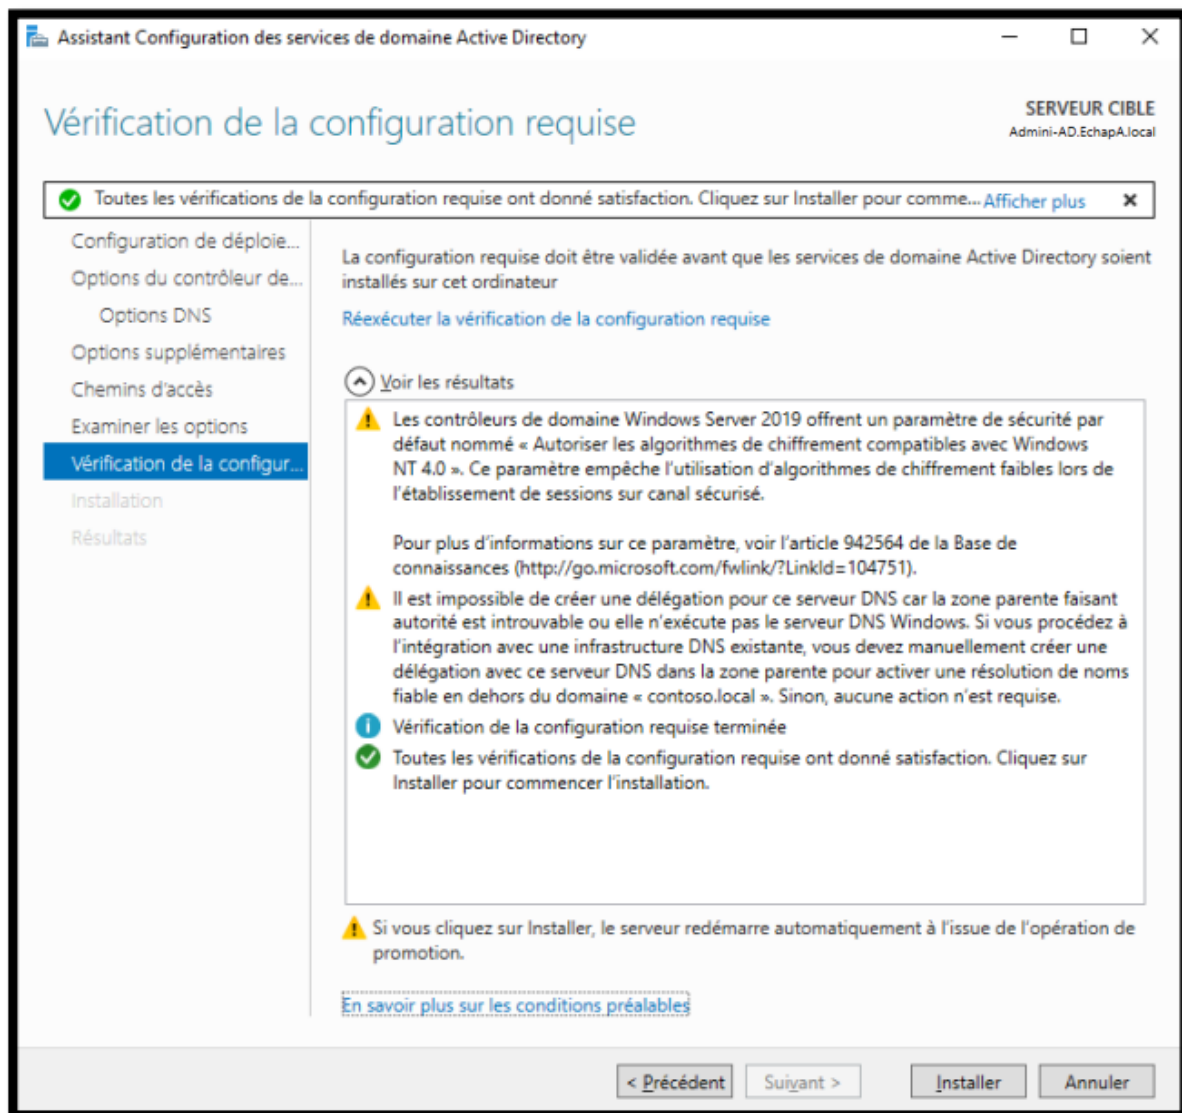 Assistant Configuration des services de domaine Active Directory
Vérification de la configuration requise
SERVEUR CIBLE
Admini-AD.EchapA.local
Toutes les vérifications de la configuration requise ont donné satisfaction. Cliquez sur Installer pour comme... Afficher plus
Configuration de déploie...
Options du contrôleur de...
Options DNS
Options supplémentaires
Chemins d'accès
Examiner les options
Vérification de la configur...
Installation
Résultats
La configuration requise doit être validée avant que les services de domaine Active Directory soient
installés sur cet ordinateur
Réexécuter la vérification de la configuration requise
Voir les résultats
Les contrôleurs de domaine Windows Server 2019 offrent un paramètre de sécurité par
défaut nommé « Autoriser les algorithmes de chiffrement compatibles avec Windows
NT 4.0 ». Ce paramètre empêche l'utilisation d'algorithmes de chiffrement faibles lors de
l'établissement de sessions sur canal sécurisé.
Pour plus d'informations sur ce paramètre, voir l'article 942564 de la Base de
connaissances (http://go.microsoft.com/fwlink/?LinkId=104751).
Il est impossible de créer une délégation pour ce serveur DNS car la zone parente faisant
autorité est introuvable ou elle n'exécute pas le serveur DNS Windows. Si vous procédez à
l'intégration avec une infrastructure DNS existante, vous devez manuellement créer une
délégation avec ce serveur DNS dans la zone parente pour activer une résolution de noms
fiable en dehors du domaine « contoso.local ». Sinon, aucune action n'est requise.
Vérification de la configuration requise terminée
Toutes les vérifications de la configuration requise ont donné satisfaction. Cliquez sur
Installer pour commencer l'installation.
Si vous cliquez sur Installer, le serveur redémarre automatiquement à l'issue de l'opération de
promotion.
En savoir plus sur les conditions préalables
< Précédent
Suivant >
Installer
Annuler